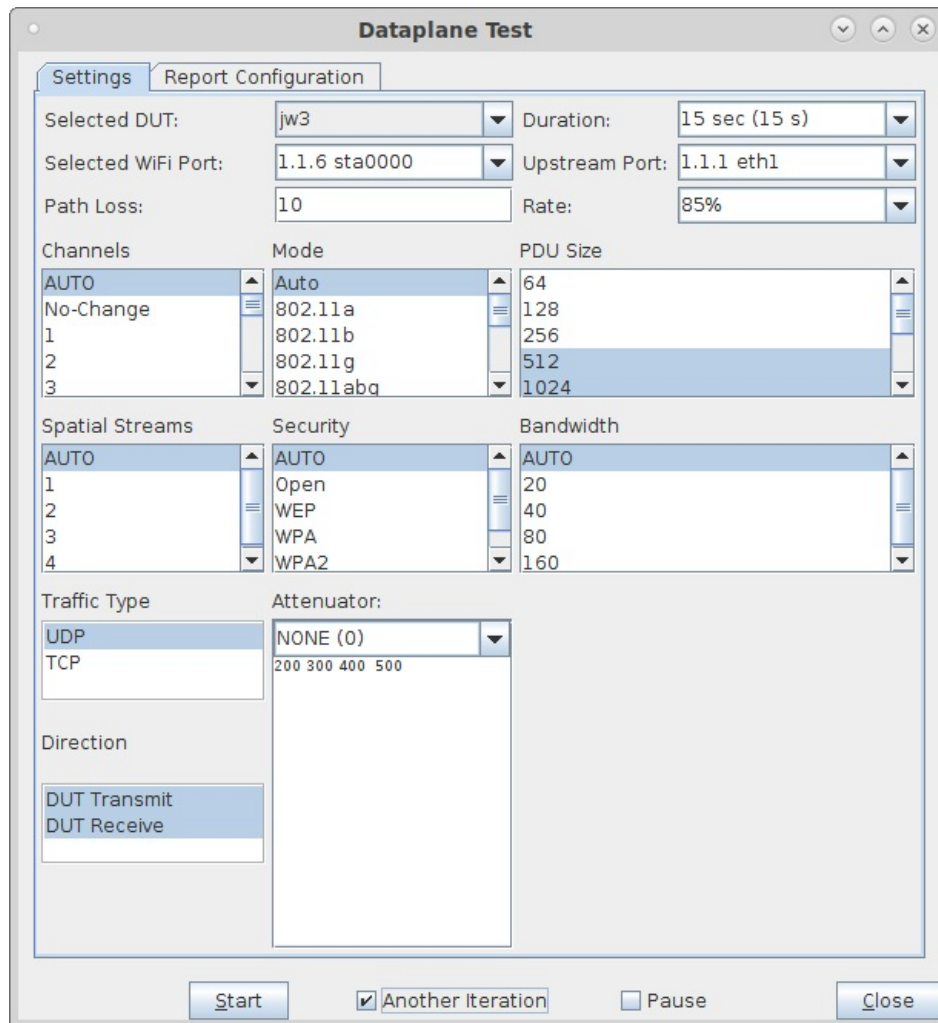 Dataplane Test
Settings
Report Configuration
Selected DUT:
jw3
Duration:
15 sec (15 s)
Selected WiFi Port:
1.1.6 sta0000
Upstream Port:
1.1.1 eth1
Path Loss:
10
Rate:
85%
Channels
AUTO
No-Change
1
2
3
Mode
Auto
802.11a
802.11b
802.11g
802.11abg
PDU Size
64
128
256
512
1024
Spatial Streams
AUTO
1
2
3
4
Security
AUTO
Open
WEP
WPA
WPA2
Bandwidth
AUTO
20
40
80
160
Traffic Type
UDP
TCP
Attenuator:
NONE (0)
200 300 400  500
Direction
DUT Transmit
DUT Receive
Start
Another Iteration
Pause
Close